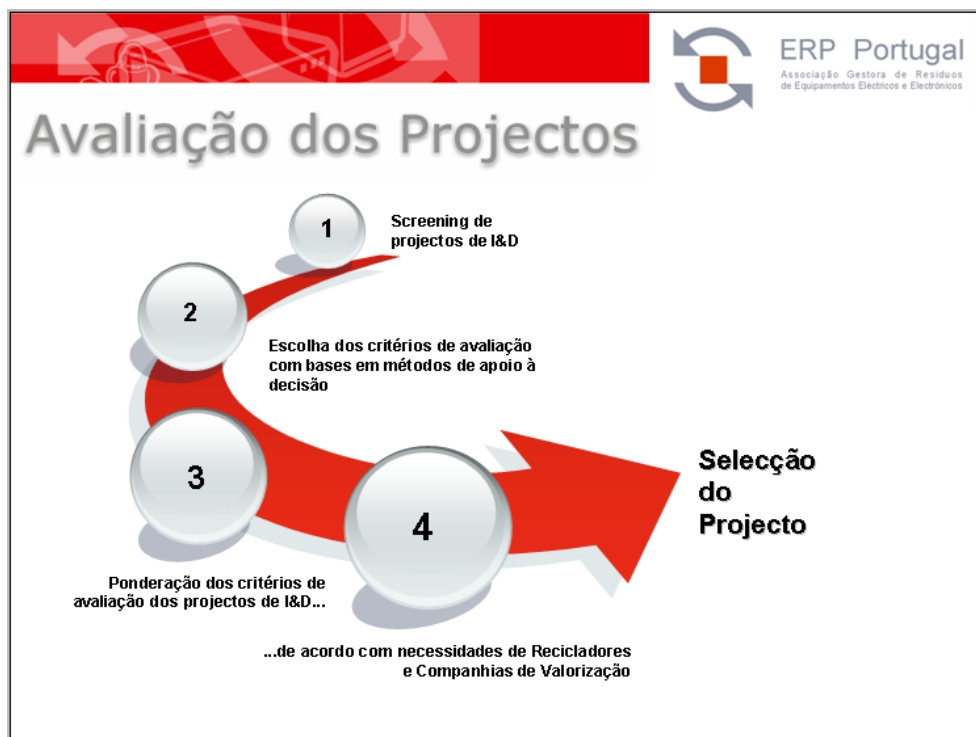 ERP Portugal
Associação Gestora de Resíduos
de Equipamentos Eléctricos e Electrónicos
Avaliação dos Projectos
1
Screening de
projectos de I&D
2
Escolha dos critérios de avaliação
com bases em métodos de apoio à
decisão
3
Ponderação dos critérios de
avaliação dos projectos de I&D...
4
...de acordo com necessidades de Recicladores
e Companhias de Valorização
Selecção
do
Projecto